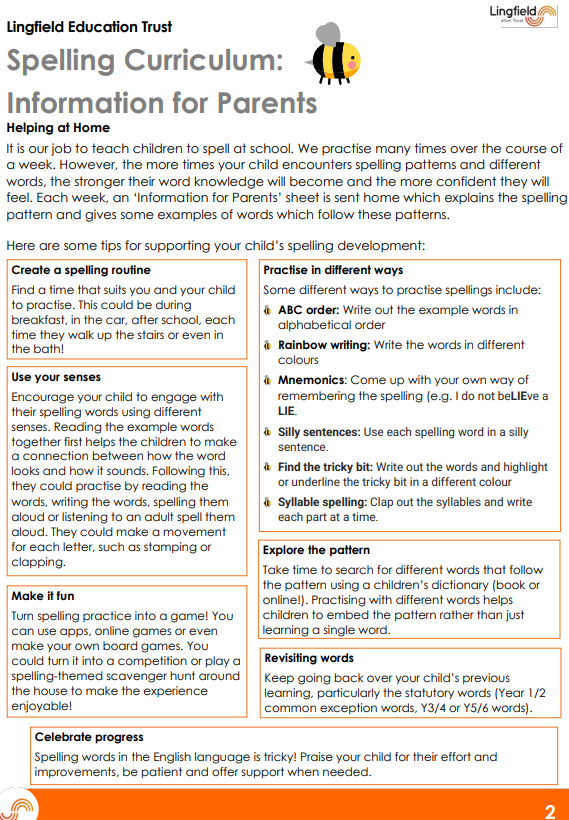 Lingfield
ation Trust
Lingfield Education Trust
Spelling Curriculum:
Information for Parents
Helping at Home
It is our job to teach children to spell at school. We practise many times over the course of
a week. However, the more times your child encounters spelling patterns and different
words, the stronger their word knowledge will become and the more confident they will
feel. Each week, an ‘Information for Parents’ sheet is sent home which explains the spelling
pattern and gives some examples of words which follow these patterns.
Here are some tips for supporting your child’s spelling development:
Create a spelling routine
Find a time that suits you and your child
to practise. This could be during
breakfast, in the car, after school, each
time they walk up the stairs or even in
the bath!
Use your senses
Encourage your child to engage with
their spelling words using different
senses. Reading the example words
together first helps the children to make
a connection between how the word
looks and how it sounds. Following this,
they could practise by reading the
words, writing the words, spelling them
aloud or listening to an adult spell them
aloud. They could make a movement
for each letter, such as stamping or
clapping.
Make it fun
Turn spelling practice into a game! You
can use apps, online games or even
make your own board games. You
could turn it into a competition or play a
spelling-themed scavenger hunt around
the house to make the experience
enjoyable!
Practise in different ways
Some different ways to practise spellings include:
ABC order: Write out the example words in
alphabetical order
Rainbow writing: Write the words in different
colours
Mnemonics: Come up with your own way of
remembering the spelling (e.g. I do not beLIEve a
LIE.
Silly sentences: Use each spelling word in a silly
sentence.
Find the tricky bit: Write out the words and highlight
or underline the tricky bit in a different colour
Syllable spelling: Clap out the syllables and write
each part at a time.
Explore the pattern
Take time to search for different words that follow
the pattern using a children’s dictionary (book or
online!). Practising with different words helps
children to embed the pattern rather than just
learning a single word.
Revisiting words
Keep going back over your child’s previous
learning, particularly the statutory words (Year 1/2
common exception words, Y3/4 or Y5/6 words).
Celebrate progress
Spelling words in the English language is tricky! Praise your child for their effort and
improvements, be patient and offer support when needed.
2